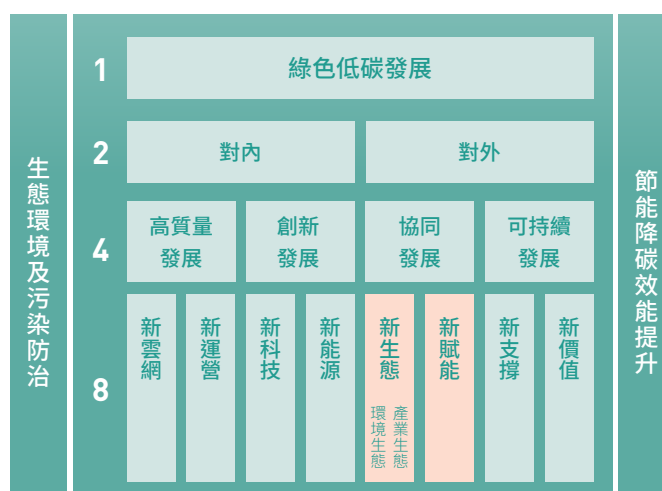 生態環境及污染防治
1
綠色低碳發展
2
對內
對外
4
高質量
發展
創新
發展
協同
發展
可持續
發展
8
新雲網
新運營
新科技
新能源
新生態
產業生態
環境生態
新賦能
新支撐
新價值
節能降碳效能提升